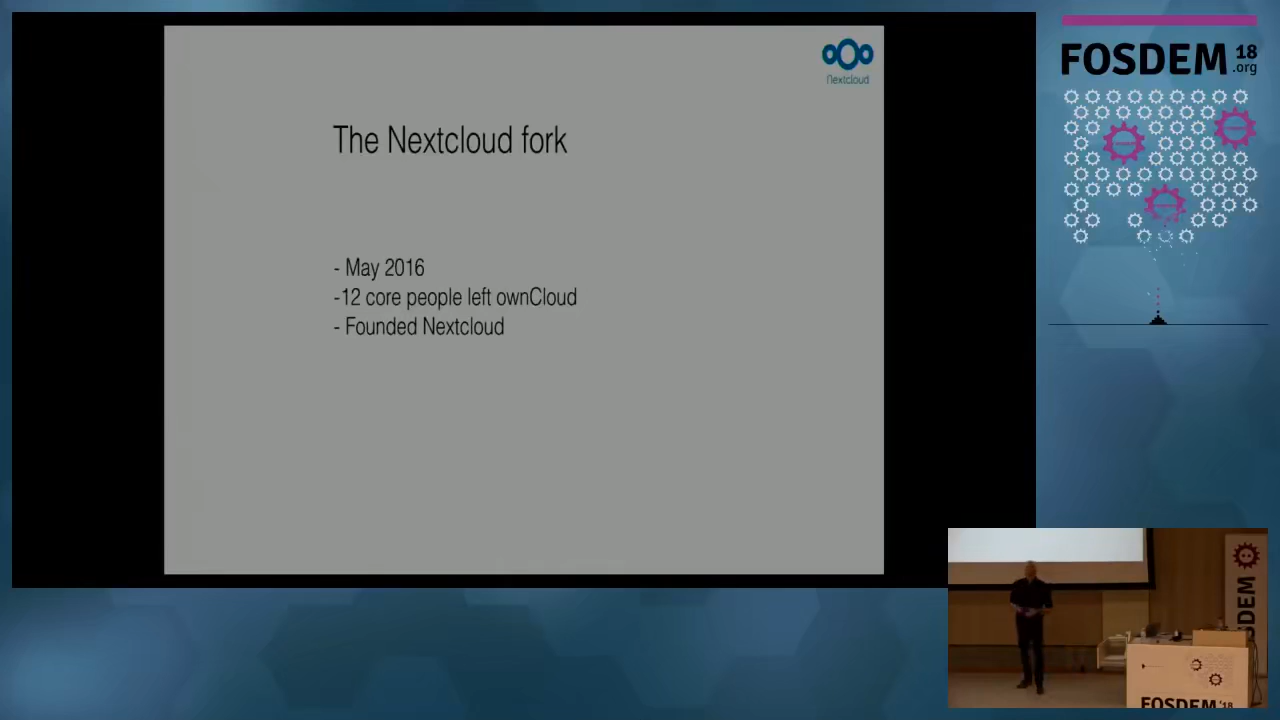 Nextcloud
The Nextcloud fork
- May 2016
-12 core people left ownCloud
- Founded Nextcloud
FOSDEM 18
.org
FOSDEM
FOSDEM '18